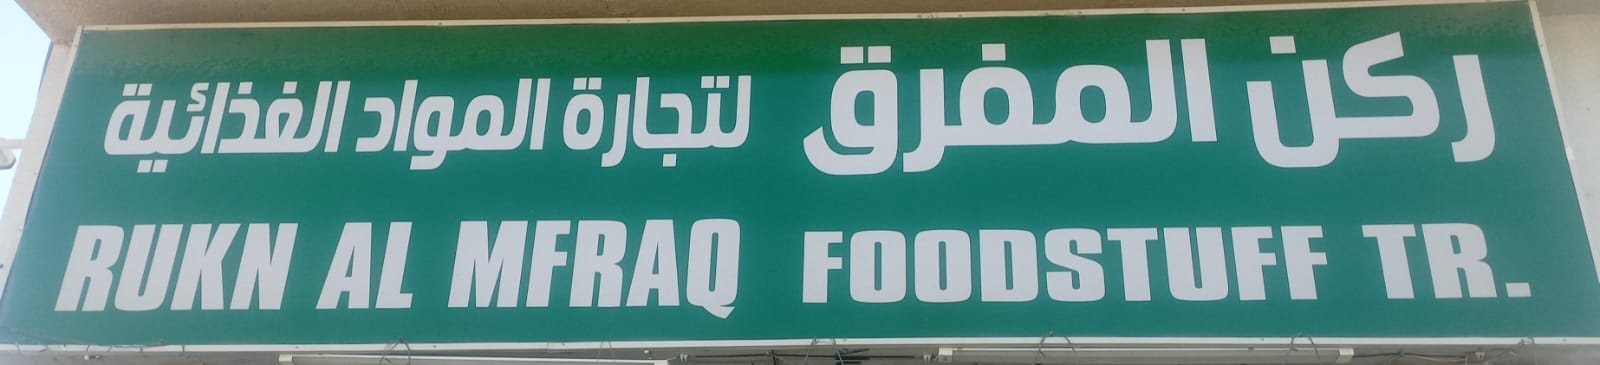 ركن المفرق لتجارة المواد الغذائية
RUKN AL MFRAQ FOODSTUFF TR.